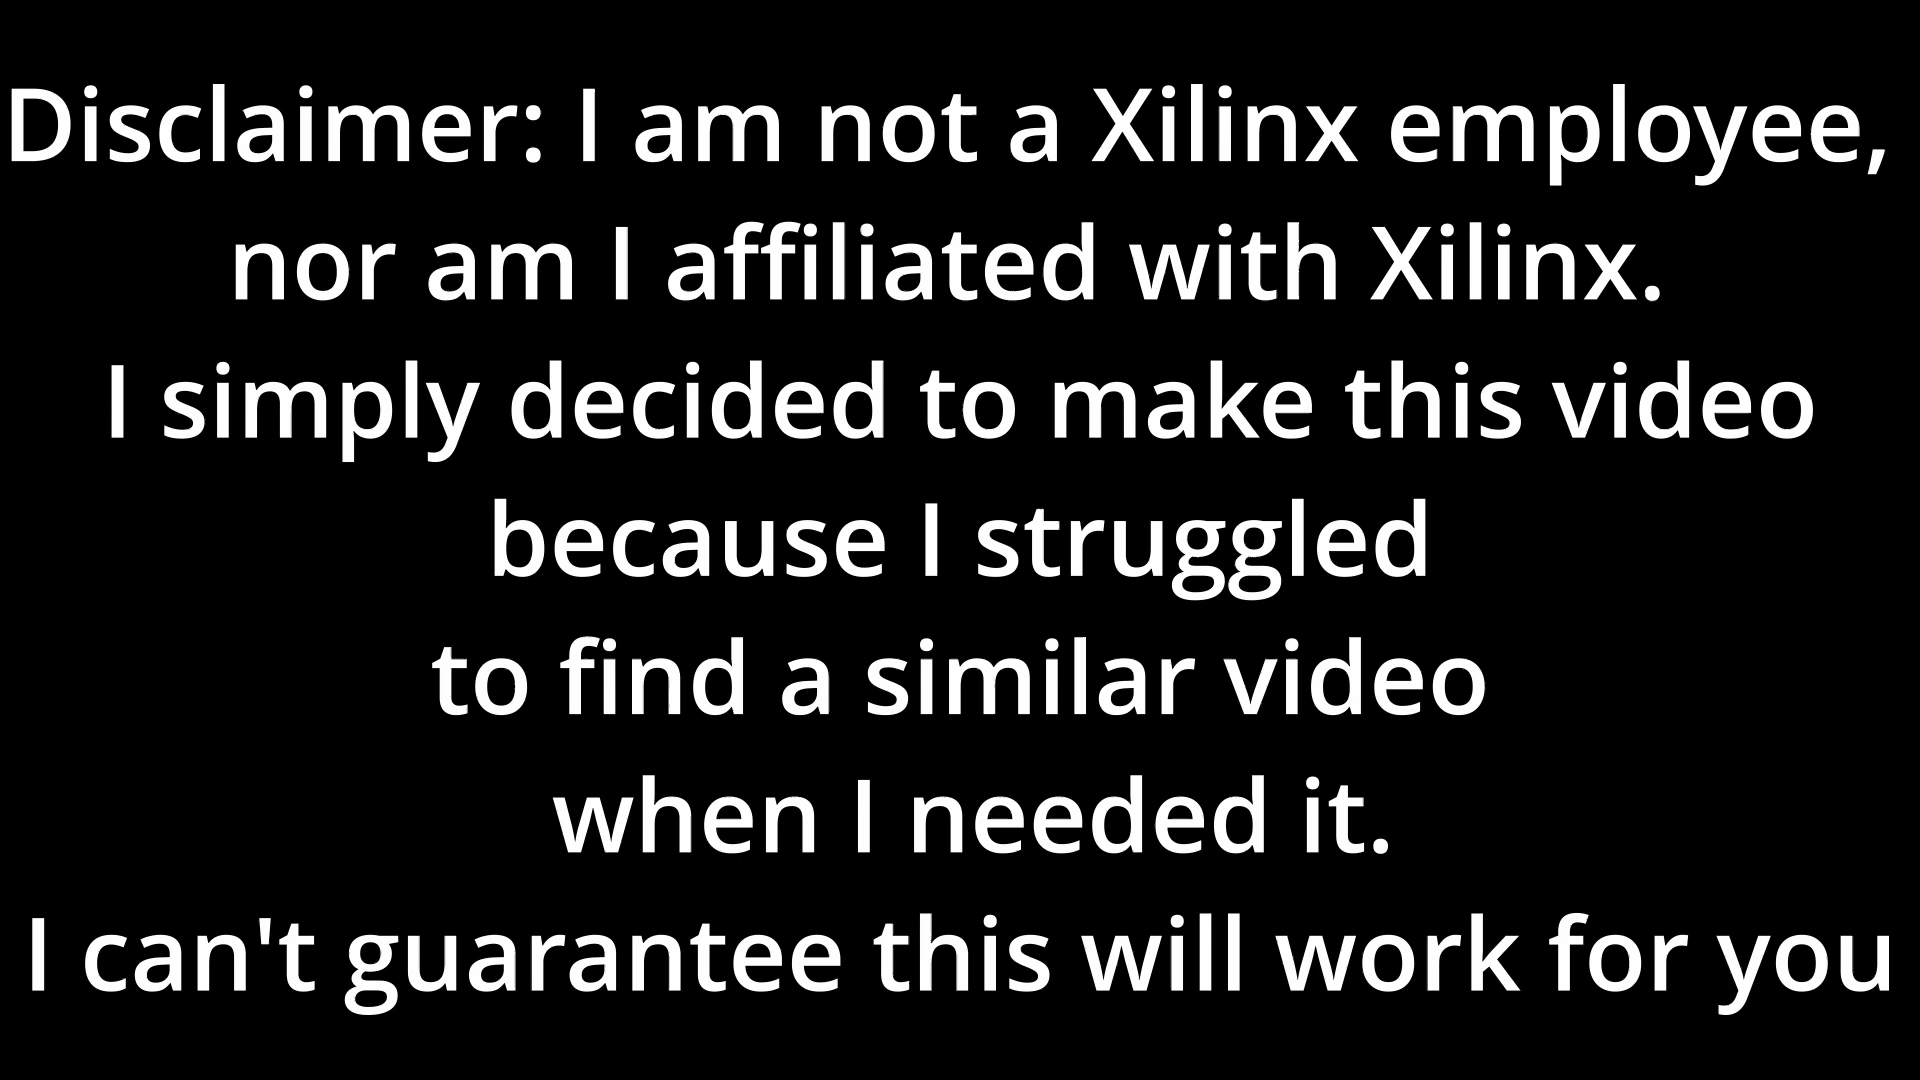 Disclaimer: I am not a Xilinx employee,
nor am I affiliated with Xilinx.
I simply decided to make this video
because I struggled
to find a similar video
when I needed it.
I can't guarantee this will work for you